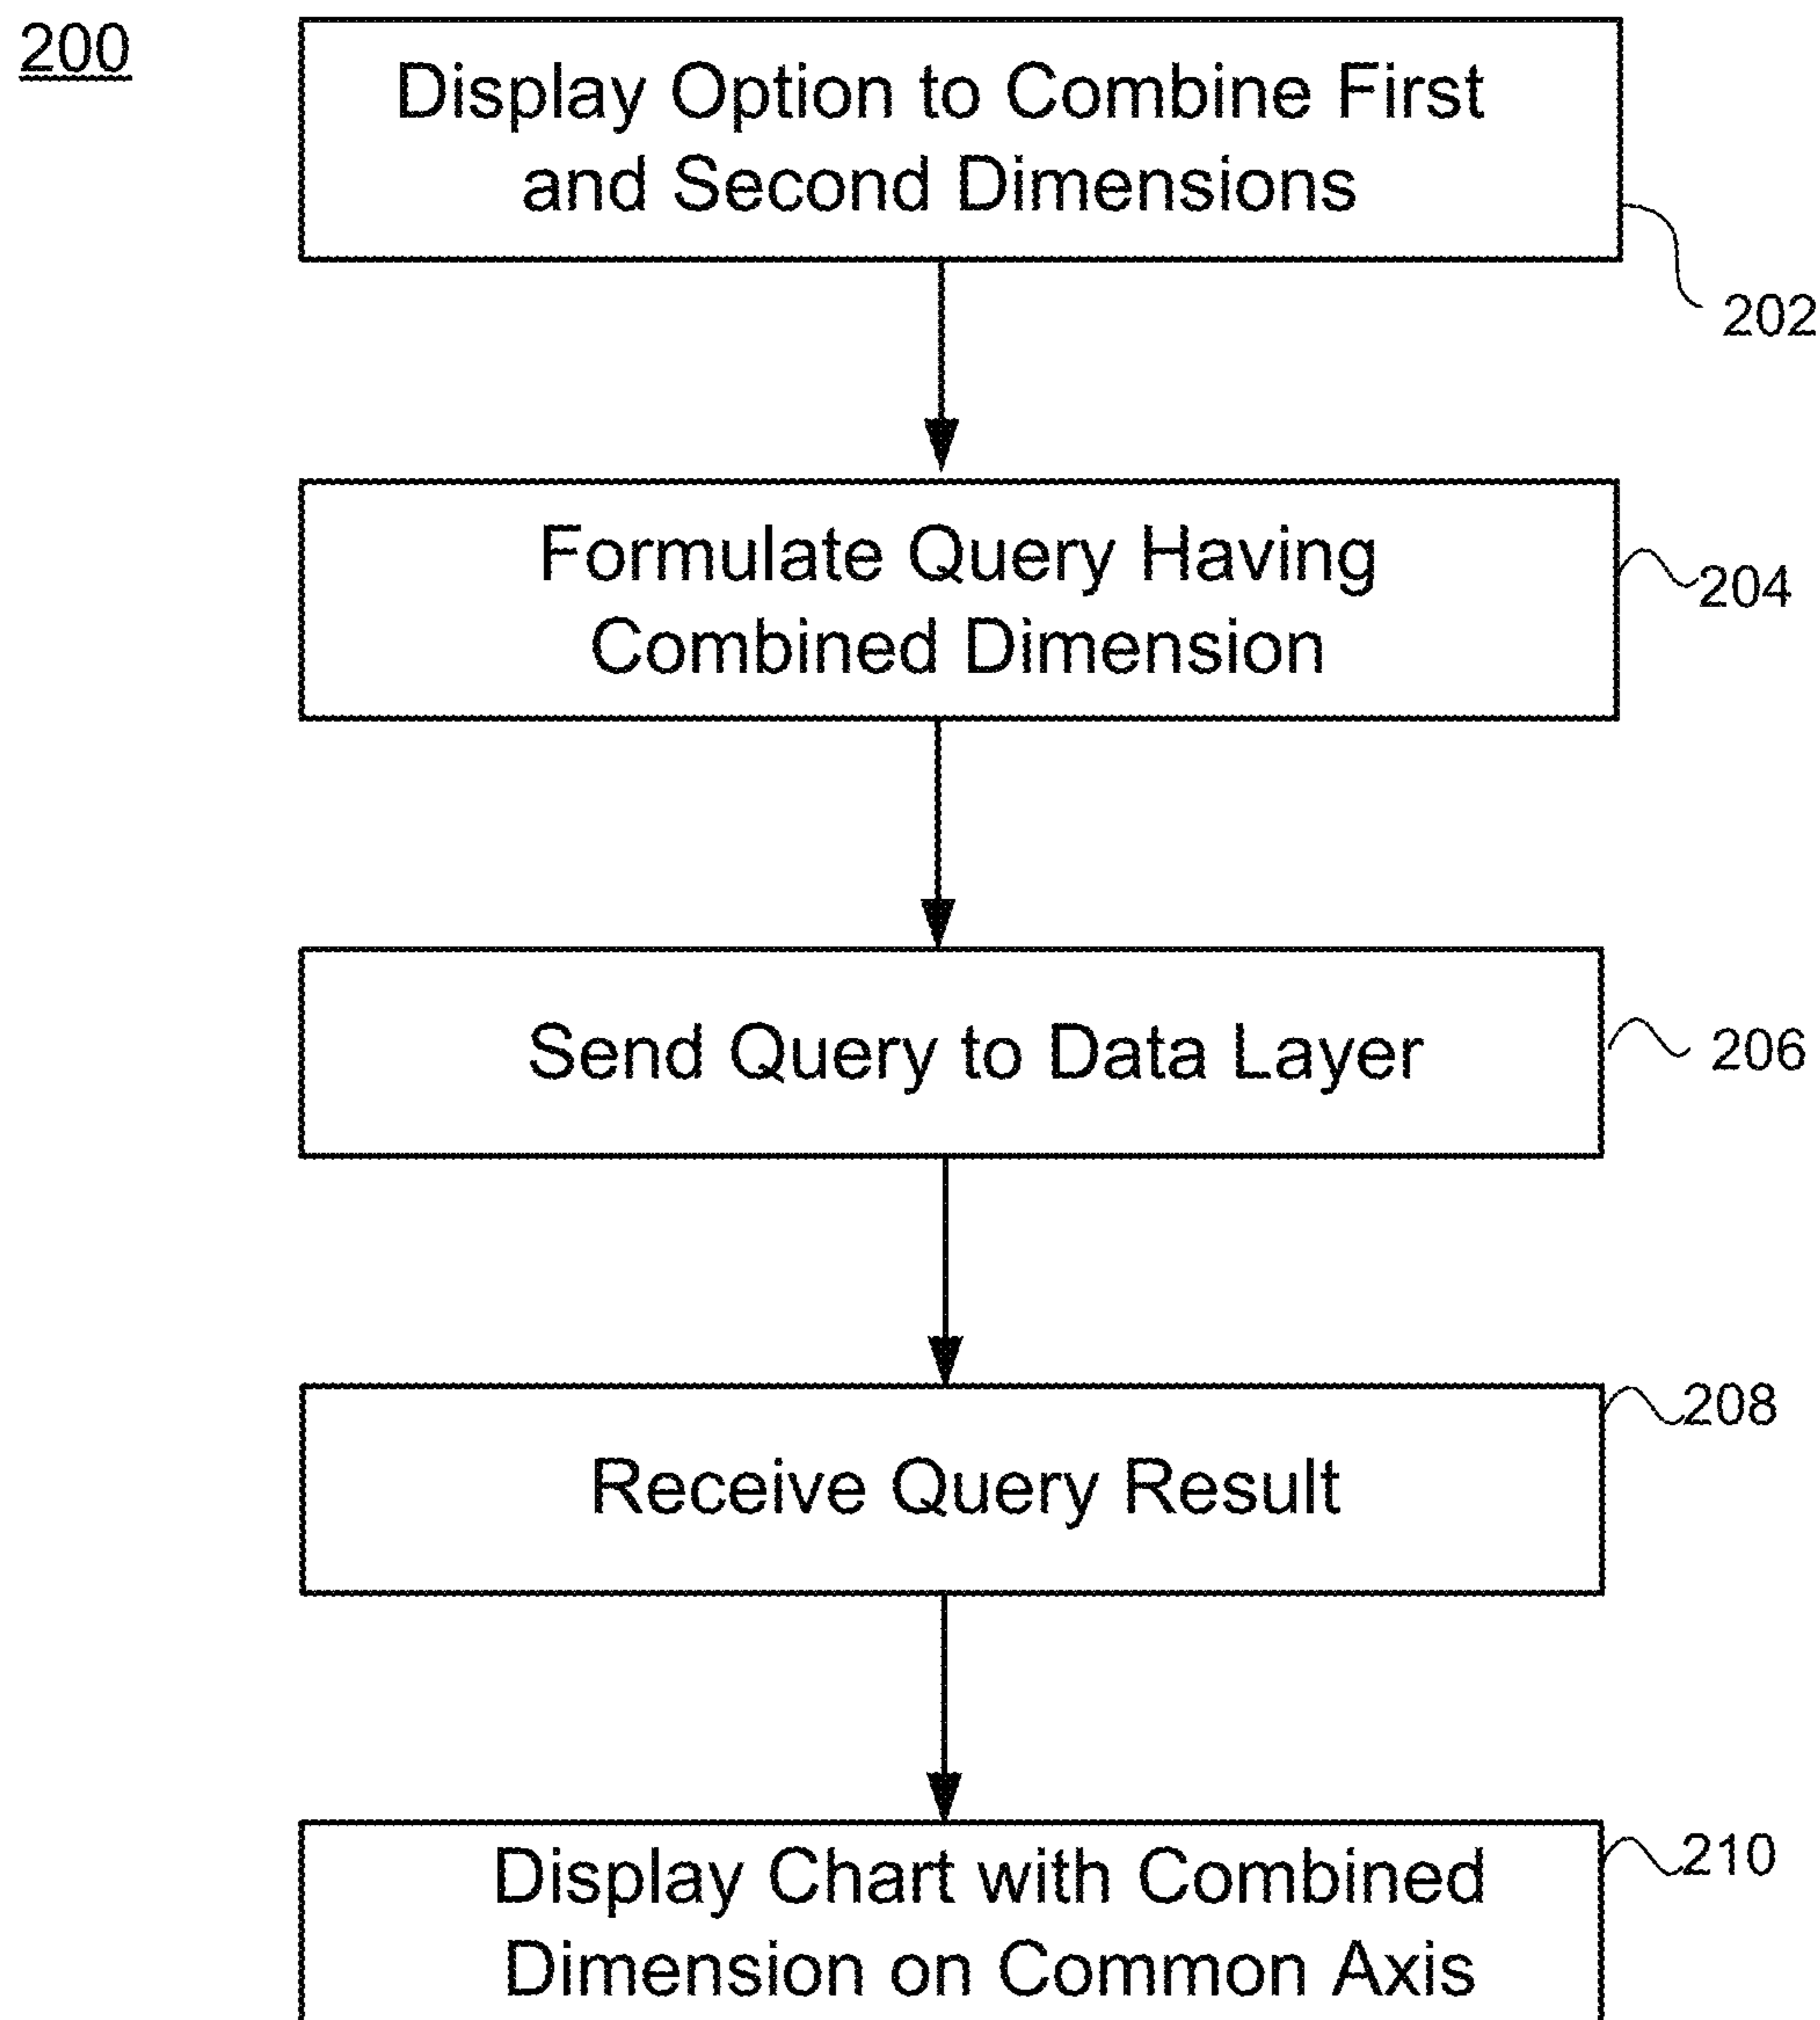 200
Display Option to Combine First
and Second Dimensions
202
Formulate Query Having
Combined Dimension
204
Send Query to Data Layer
206
208
Receive Query Result
210
Display Chart with Combined
Dimension on Common Axis